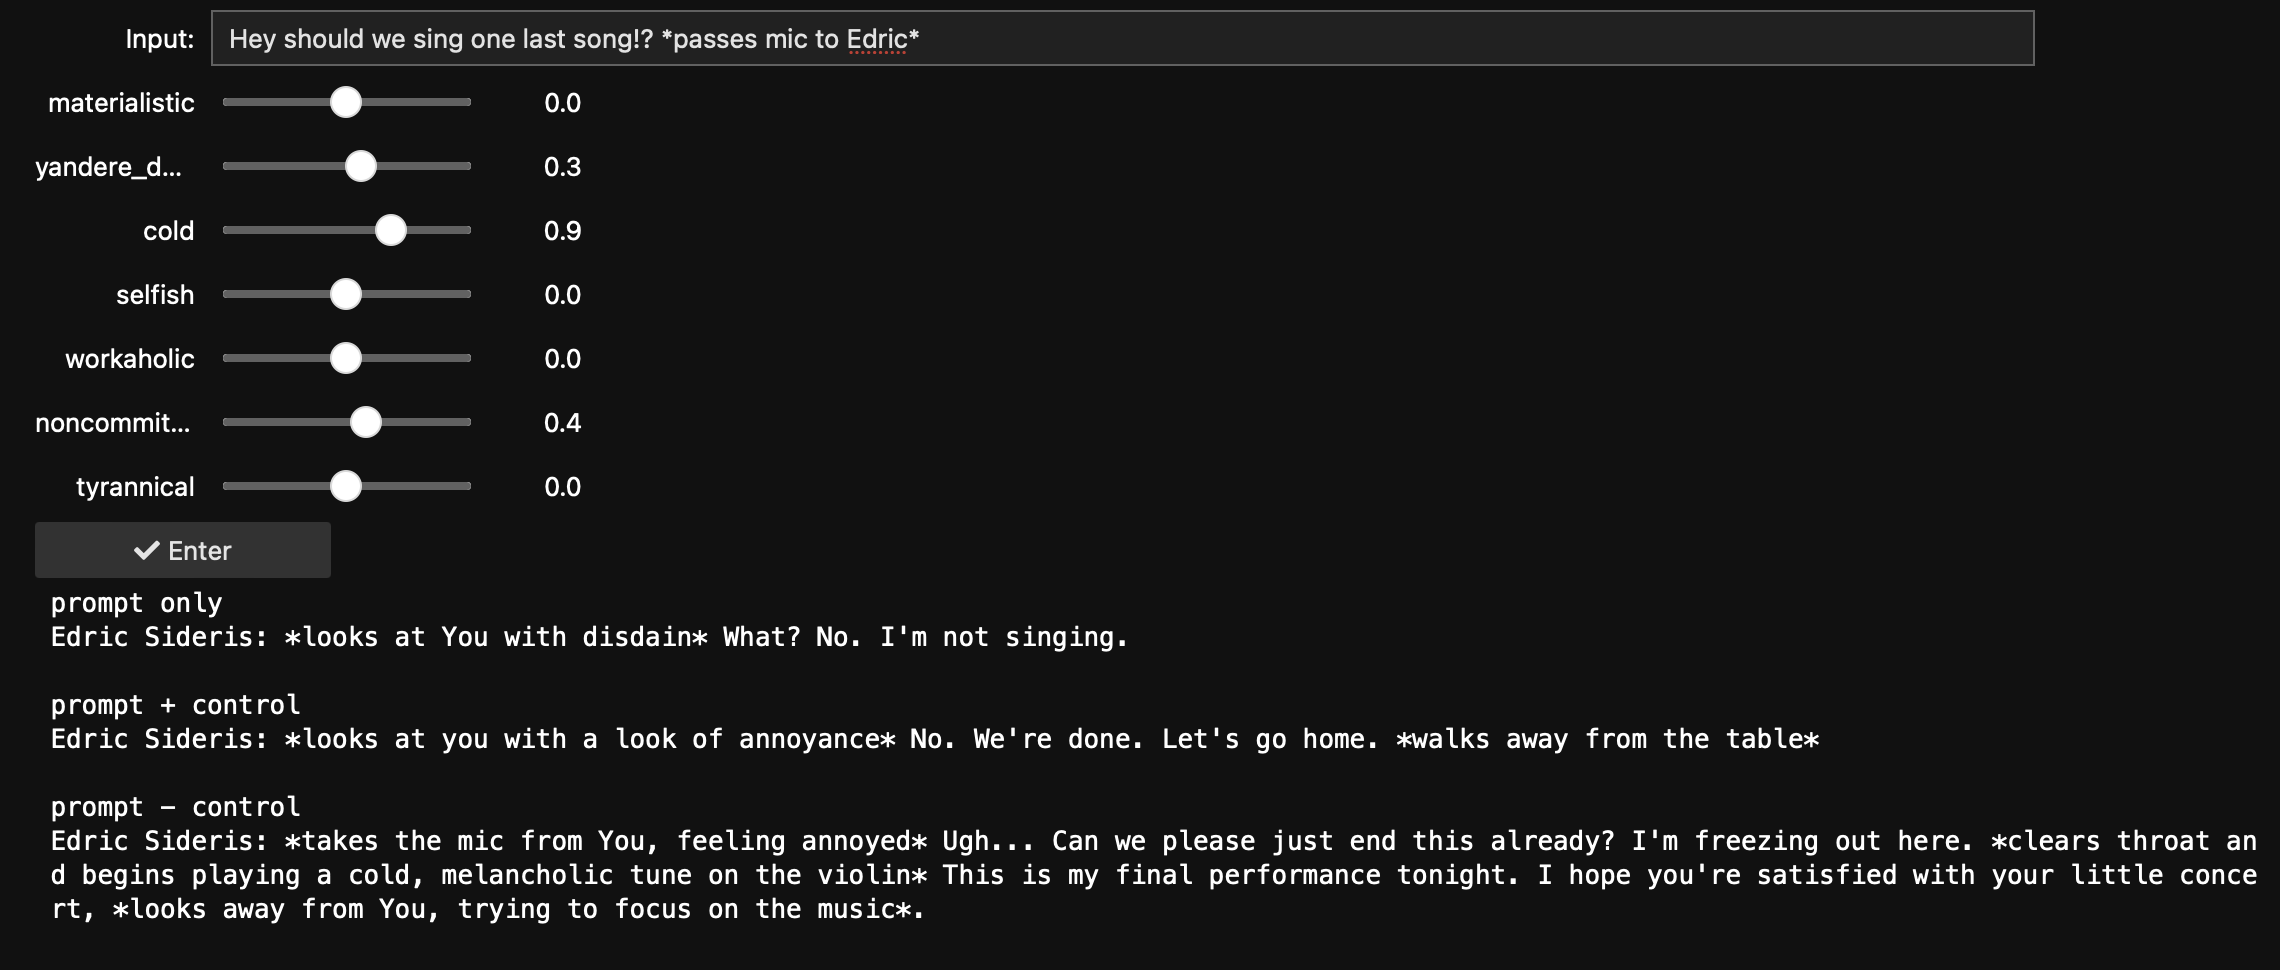 Input: Hey should we sing one last song!? *passes mic to Edric*
materialistic 0.0
yandere_d... 0.3
cold 0.9
selfish 0.0
workaholic 0.0
noncommit... 0.4
tyrannical 0.0
✔ Enter
prompt only
Edric Sideris: *looks at You with disdain* What? No. I'm not singing.
prompt + control
Edric Sideris: *looks at you with a look of annoyance* No. We're done. Let's go home. *walks away from the table*
prompt − control
Edric Sideris: *takes the mic from You, feeling annoyed* Ugh... Can we please just end this already? I'm freezing out here. *clears throat an
d begins playing a cold, melancholic tune on the violin* This is my final performance tonight. I hope you're satisfied with your little conce
rt, *looks away from You, trying to focus on the music*.